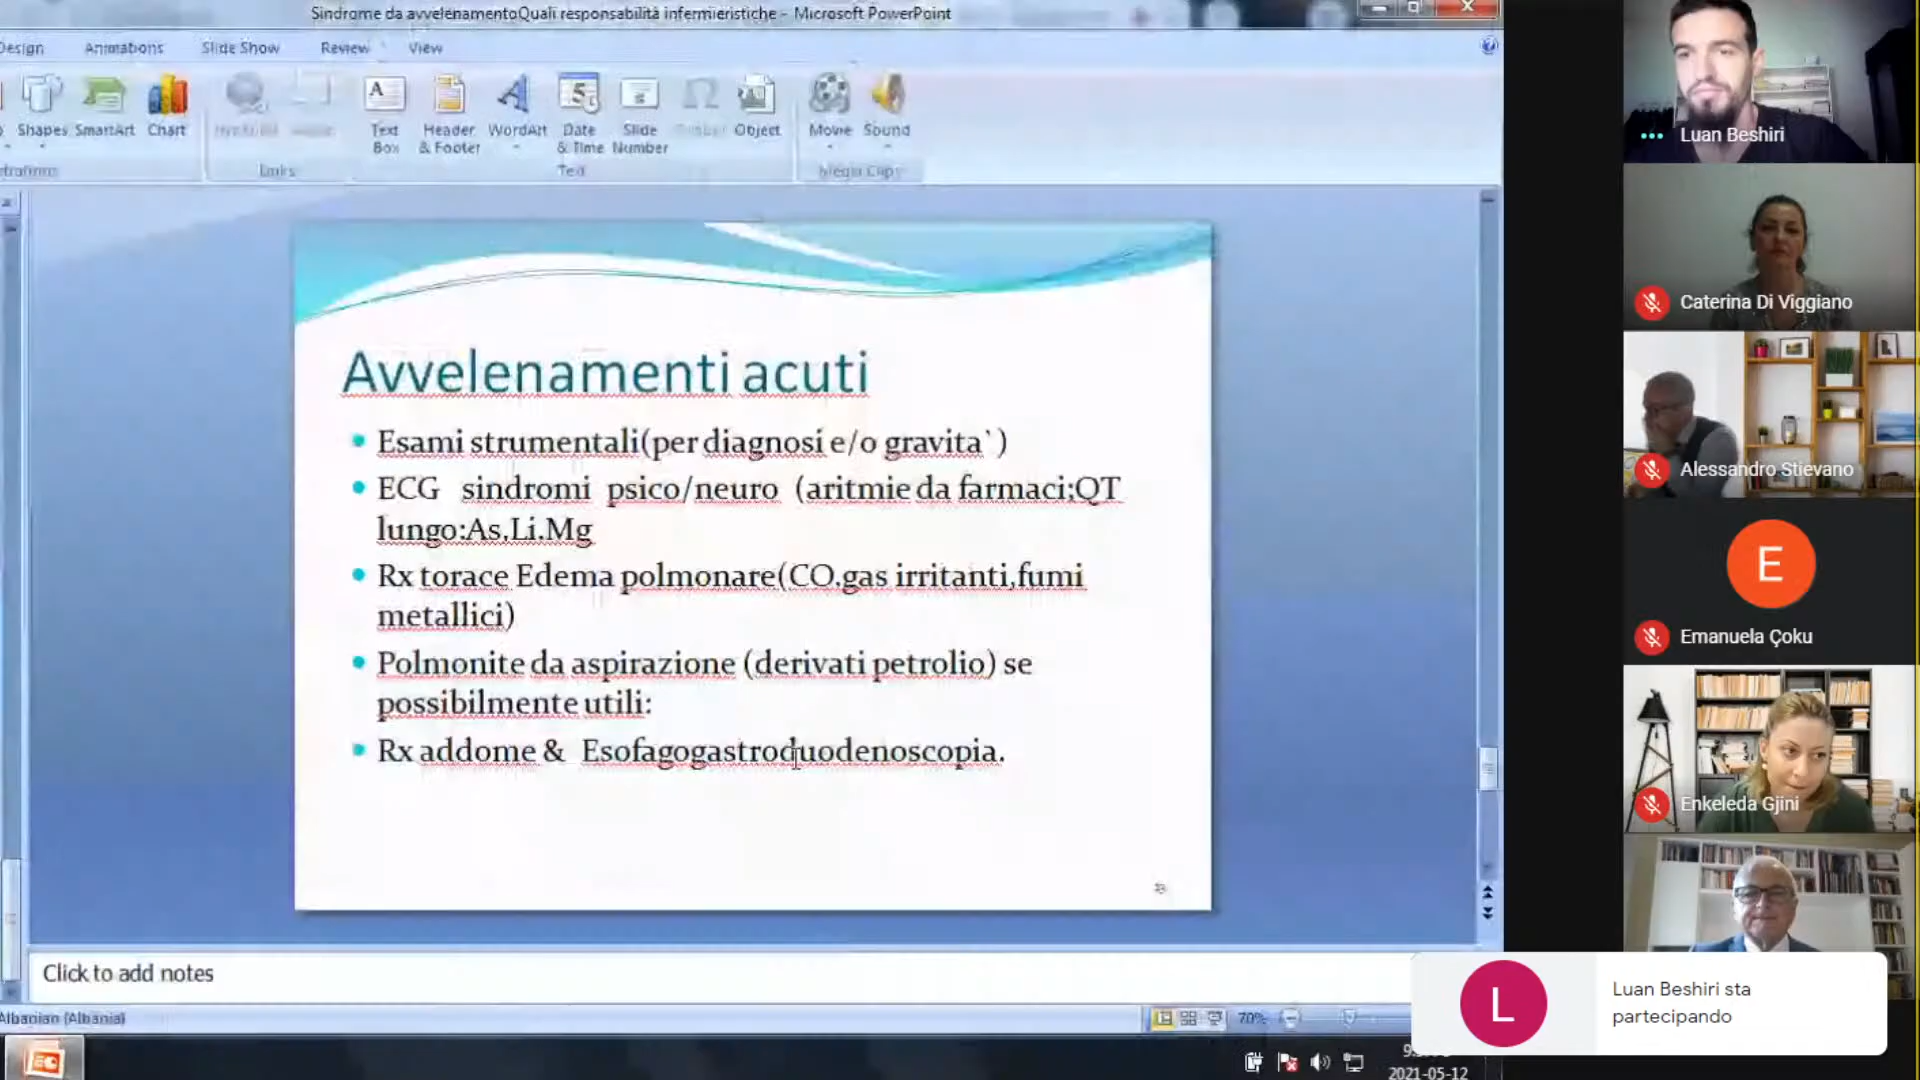 Sindrome da avvelenamentoQuali responsabilità infermieristiche - Microsoft PowerPoint
Design Animations Slide Show Review View
Shapes SmartArt Chart
Text Box
Header & Footer
WordArt
Date & Time
Slide Number
Object
Movie Sound
Links Text Media Clips
Avvelenamenti acuti
Esami strumentali(per diagnosi e/o gravita`)
ECG sindromi psico/neuro (aritmie da farmaci;QT
lungo:As,Li.Mg
Rx torace Edema polmonare(CO.gas irritanti,fumi
metallici)
Polmonite da aspirazione (derivati petrolio) se
possibilmente utili:
Rx addome & Esofagogastroduodenoscopia.
Click to add notes
Albanian (Albania)
70%
2021-05-12
Luan Beshiri
Caterina Di Viggiano
Alessandro Stievano
E
Emanuela Çoku
Enkeleda Gjini
L
Luan Beshiri sta
partecipando